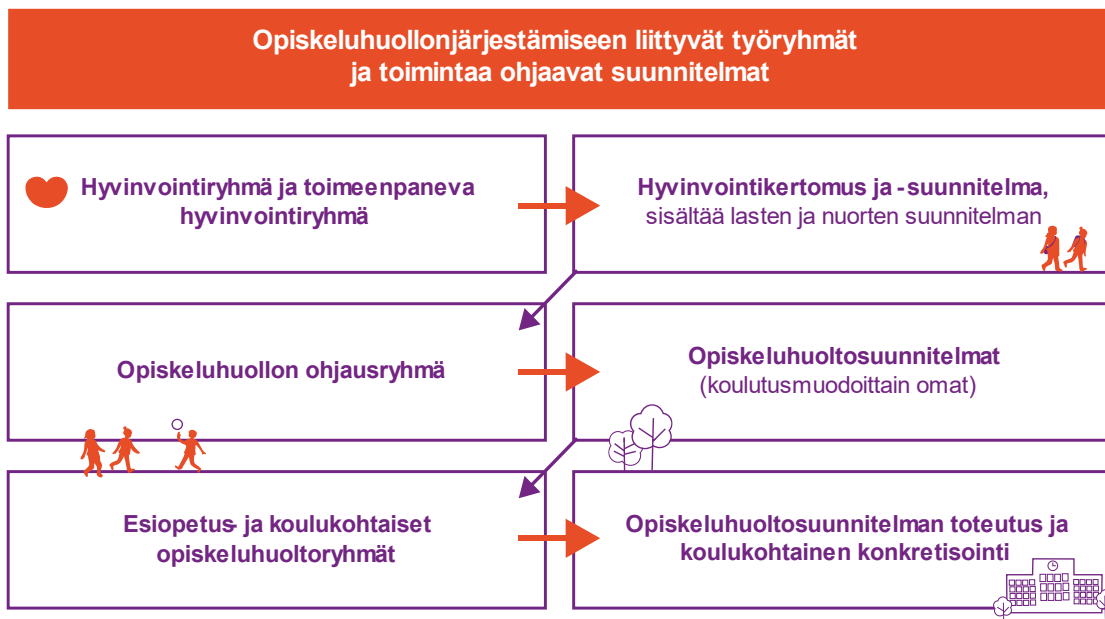 Opiskeluhuollonjärjestämiseen liittyvät työryhmät
ja toimintaa ohjaavat suunnitelmat
Hyvinvointiryhmä ja toimeenpaneva
hyvinvointiryhmä
Hyvinvointikertomus ja -suunnitelma,
sisältää lasten ja nuorten suunnitelman
Opiskeluhuollon ohjausryhmä
Opiskeluhuoltosuunnitelmat
(koulutusmuodoittain omat)
Esiopetus- ja koulukohtaiset
opiskeluhuoltoryhmät
Opiskeluhuoltosuunnitelman toteutus ja
koulukohtainen konkretisointi